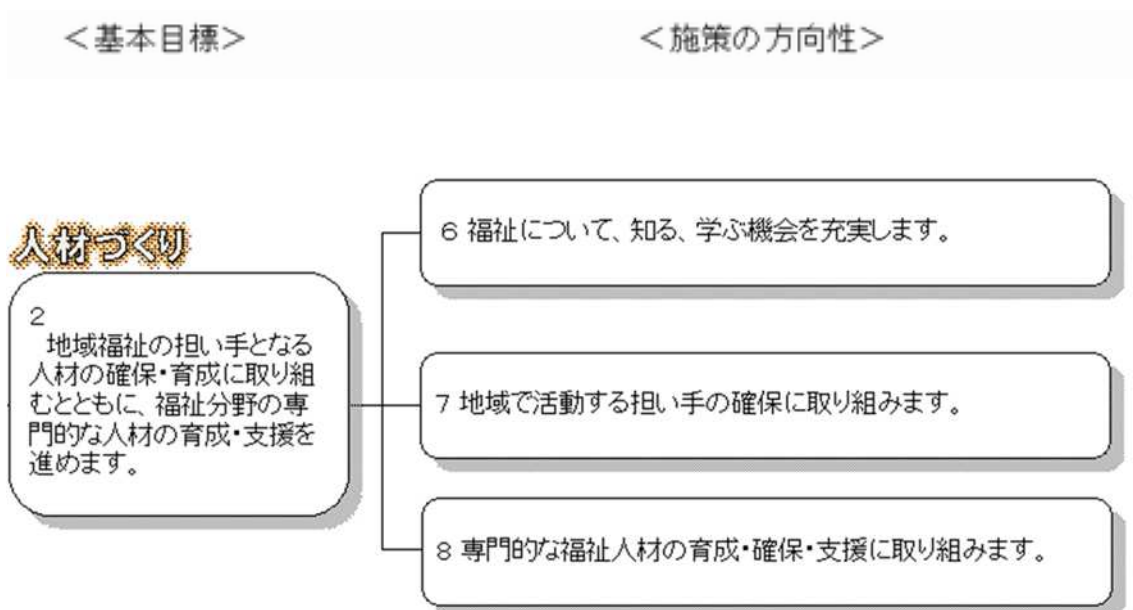 ＜基本目標＞
＜施策の方向性＞
人材づくり
2
地域福祉の担い手となる
人材の確保・育成に取り組
むとともに、福祉分野の専
門的な人材の育成・支援を
進めます。
6 福祉について、知る、学ぶ機会を充実します。
7 地域で活動する担い手の確保に取り組みます。
8 専門的な福祉人材の育成・確保・支援に取り組みます。